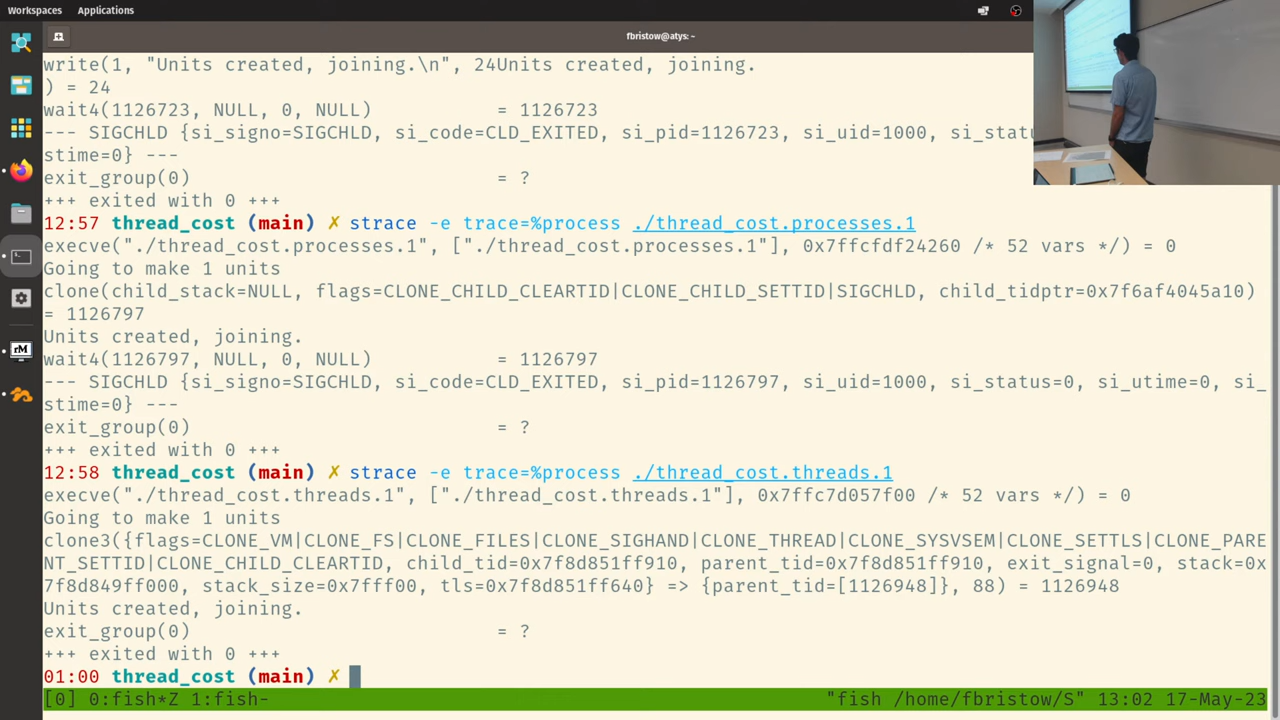 Workspaces Applications
fbristow@atys: ~
write(1, "Units created, joining.\n", 24Units created, joining.
) = 24
wait4(1126723, NULL, 0, NULL) = 1126723
--- SIGCHLD {si_signo=SIGCHLD, si_code=CLD_EXITED, si_pid=1126723, si_uid=1000, si_statu
stime=0} ---
exit_group(0) = ?
+++ exited with 0 +++
12:57 thread_cost (main) ✗ strace -e trace=%process ./thread_cost.processes.1
execve("./thread_cost.processes.1", ["./thread_cost.processes.1"], 0x7ffcfdf24260 /* 52 vars */) = 0
Going to make 1 units
clone(child_stack=NULL, flags=CLONE_CHILD_CLEARTID|CLONE_CHILD_SETTID|SIGCHLD, child_tidptr=0x7f6af4045a10)
= 1126797
Units created, joining.
wait4(1126797, NULL, 0, NULL) = 1126797
--- SIGCHLD {si_signo=SIGCHLD, si_code=CLD_EXITED, si_pid=1126797, si_uid=1000, si_status=0, si_utime=0, si_
stime=0} ---
exit_group(0) = ?
+++ exited with 0 +++
12:58 thread_cost (main) ✗ strace -e trace=%process ./thread_cost.threads.1
execve("./thread_cost.threads.1", ["./thread_cost.threads.1"], 0x7ffc7d057f00 /* 52 vars */) = 0
Going to make 1 units
clone3({flags=CLONE_VM|CLONE_FS|CLONE_FILES|CLONE_SIGHAND|CLONE_THREAD|CLONE_SYSVSEM|CLONE_SETTLS|CLONE_PARE
NT_SETTID|CLONE_CHILD_CLEARTID, child_tid=0x7f8d851ff910, parent_tid=0x7f8d851ff910, exit_signal=0, stack=0x
7f8d849ff000, stack_size=0x7fff00, tls=0x7f8d851ff640} => {parent_tid=[1126948]}, 88) = 1126948
Units created, joining.
exit_group(0) = ?
+++ exited with 0 +++
01:00 thread_cost (main) ✗
[0] 0:fish*Z 1:fish- "fish /home/fbristow/S" 13:02 17-May-23
rM